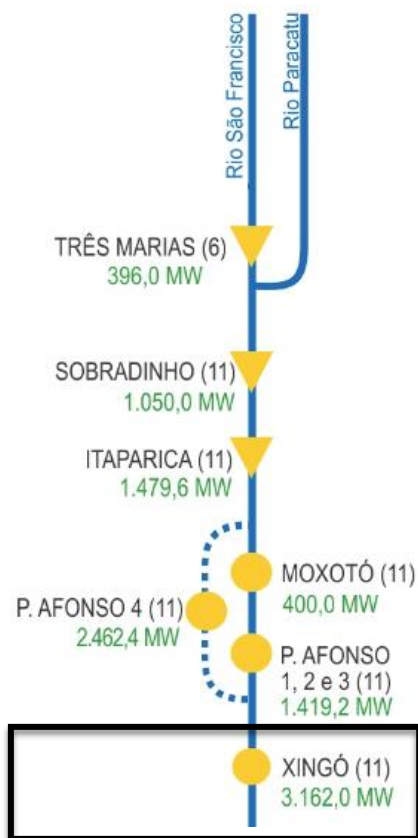 Rio São Francisco
Rio Paracatu
TRÊS MARIAS (6)
396,0 MW
SOBRADINHO (11)
1.050,0 MW
ITAPARICA (11)
1.479,6 MW
MOXOTÓ (11)
400,0 MW
P. AFONSO 4 (11)
2.462,4 MW
P. AFONSO
1, 2 e 3 (11)
1.419,2 MW
XINGÓ (11)
3.162,0 MW